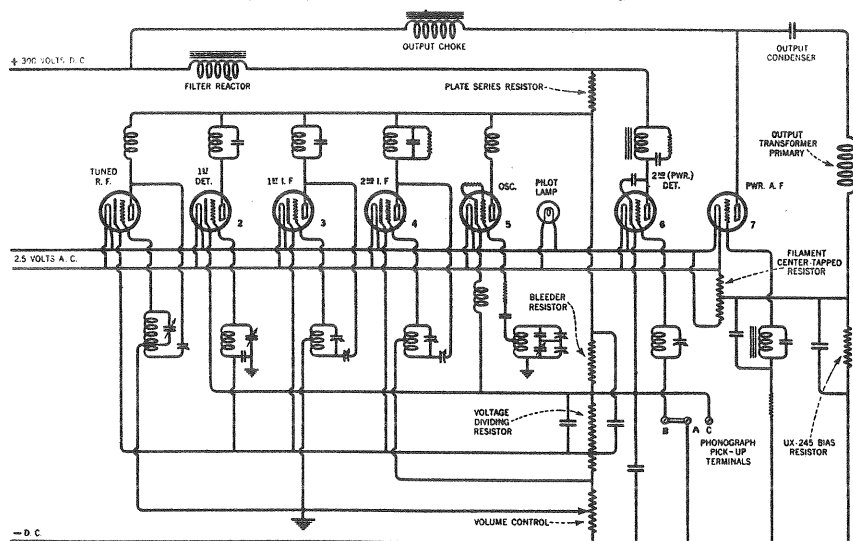 OUTPUT CHOKE
OUTPUT
CONDENSER
+ 300 VOLTS D.C.
FILTER REACTOR
PLATE SERIES RESISTOR
OUTPUT
TRANSFORMER
PRIMARY
TUNED
R.F.
1ST
DET.
1ST I.F
2ND I.F
OSC.
PILOT
LAMP
2ND (PWR.)
DET.
PWR. A.F
2
3
4
5
6
7
2.5 VOLTS A.C.
FILAMENT
CENTER-TAPPED
RESISTOR
BLEEDER
RESISTOR
VOLTAGE
DIVIDING
RESISTOR
B
A
C
PHONOGRAPH
PICK-UP
TERMINALS
UX-245 BIAS
RESISTOR
VOLUME CONTROL
— D.C.